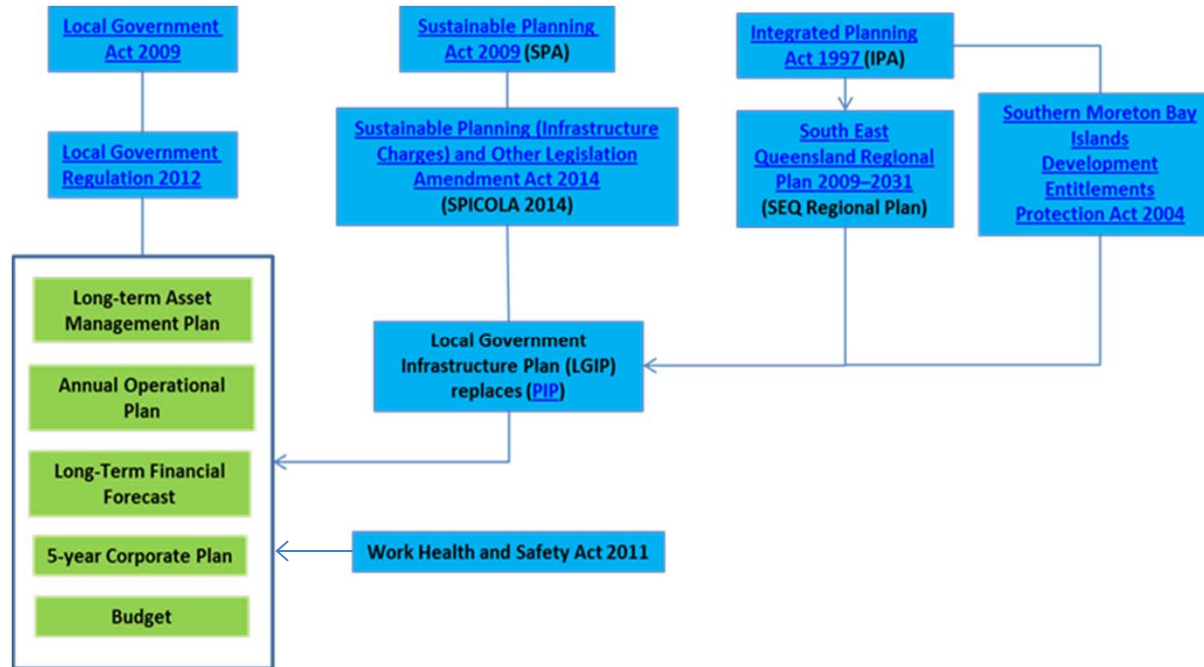 Local Government
Act 2009
Sustainable Planning
Act 2009 (SPA)
Integrated Planning
Act 1997 (IPA)
Local Government
Regulation 2012
Sustainable Planning (Infrastructure
Charges) and Other Legislation
Amendment Act 2014
(SPICOLA 2014)
South East
Queensland Regional
Plan 2009–2031
(SEQ Regional Plan)
Southern Moreton Bay
Islands
Development
Entitlements
Protection Act 2004
Long-term Asset
Management Plan
Annual Operational
Plan
Long-Term Financial
Forecast
5-year Corporate Plan
Budget
Local Government
Infrastructure Plan (LGIP)
replaces (PIP)
Work Health and Safety Act 2011